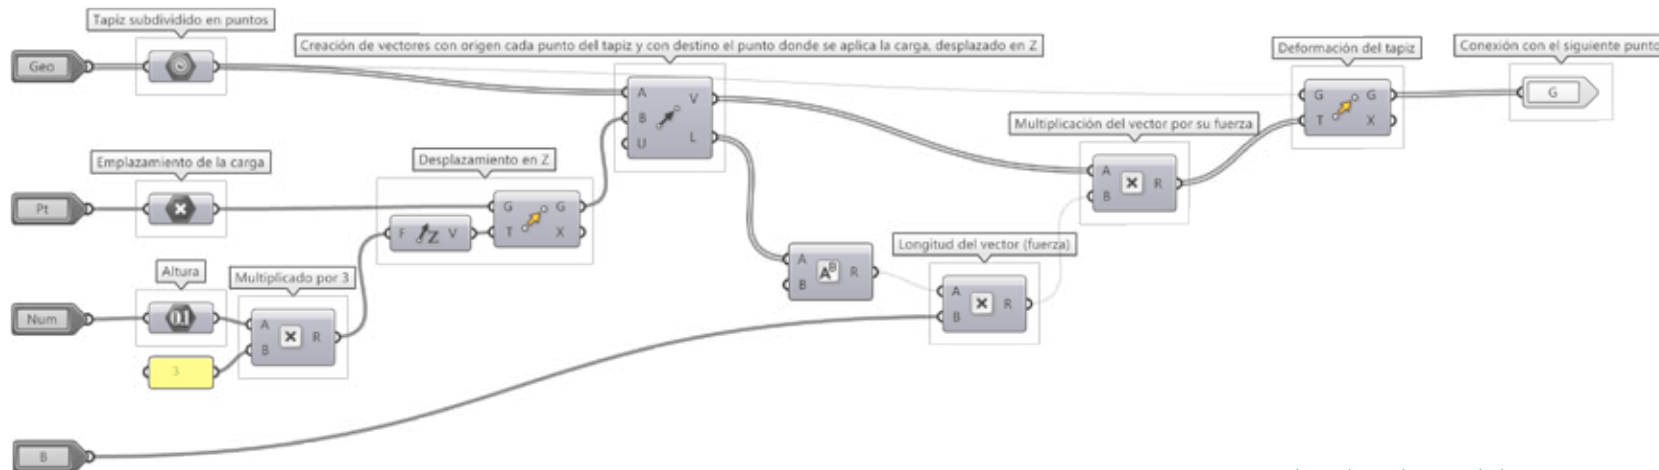 Tapiz subdividido en puntos
Geo
Creación de vectores con origen cada punto del tapiz y con destino el punto donde se aplica la carga, desplazado en Z
A
B
U
V
L
Deformación del tapiz
G
T
G
X
Conexión con el siguiente punto
G
Multiplicación del vector por su fuerza
A
B
R
Emplazamiento de la carga
Pt
Desplazamiento en Z
F
Z
V
G
T
G
X
Altura
Num
0.1
Multiplicado por 3
A
B
R
3
A
B
A^B
R
Longitud del vector (fuerza)
A
B
R
B